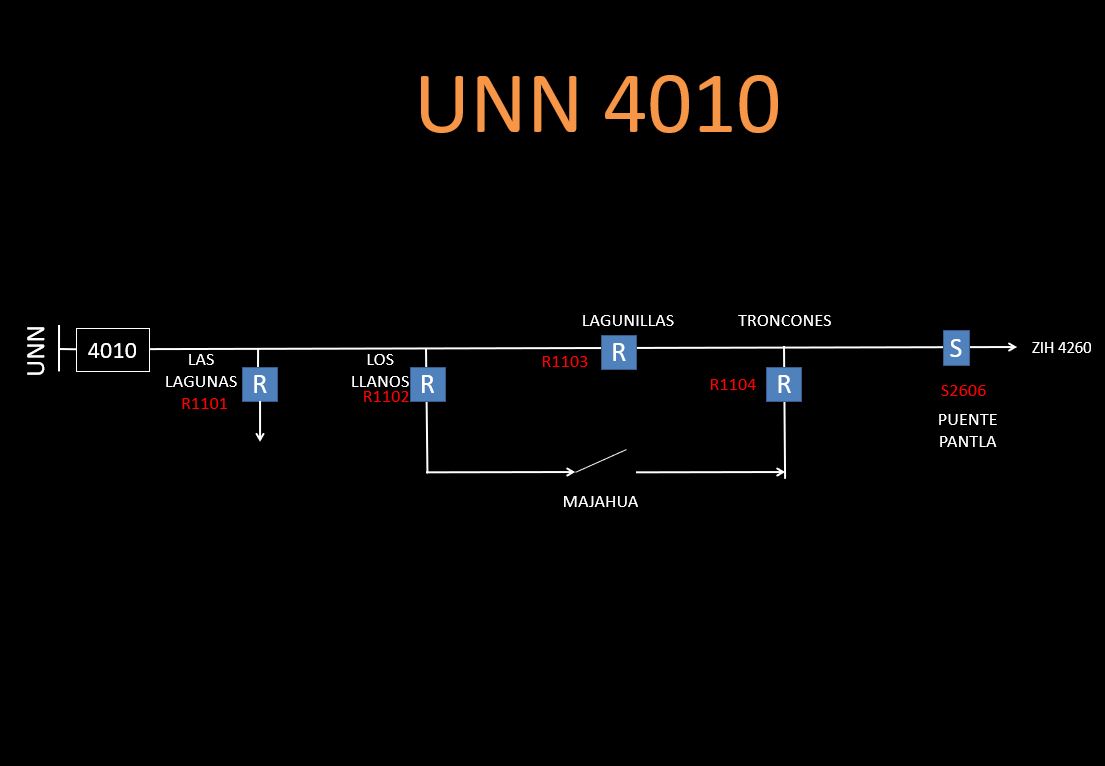 UNN 4010
UNN
4010
LAS
LAGUNAS
R1101
R
LOS
LLANOS
R1102
R
LAGUNILLAS
R1103
R
TRONCONES
R1104
R
S
S2606
PUENTE
PANTLA
ZIH 4260
MAJAHUA